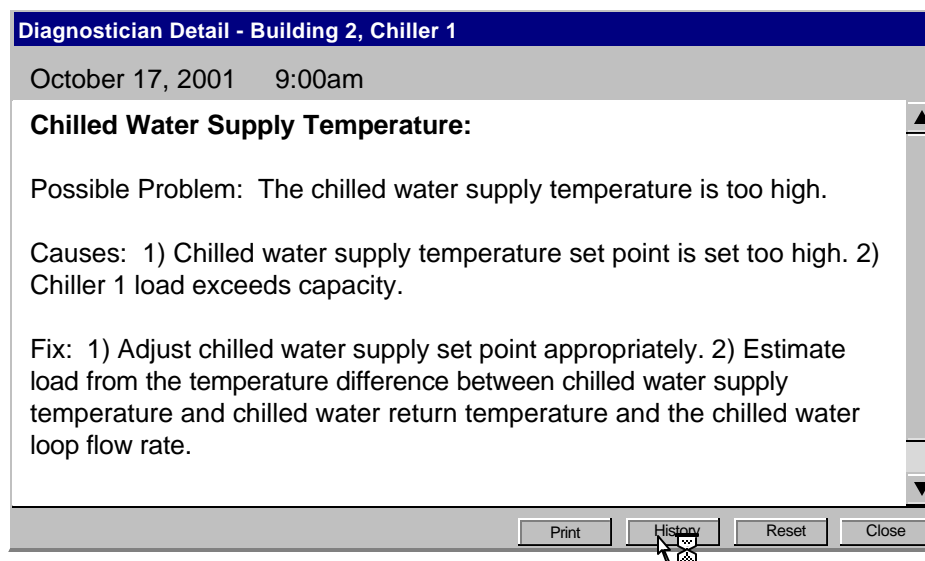 Diagnostician Detail - Building 2, Chiller 1
October 17, 2001 9:00am
Chilled Water Supply Temperature:
Possible Problem: The chilled water supply temperature is too high.
Causes: 1) Chilled water supply temperature set point is set too high. 2)
Chiller 1 load exceeds capacity.
Fix: 1) Adjust chilled water supply set point appropriately. 2) Estimate
load from the temperature difference between chilled water supply
temperature and chilled water return temperature and the chilled water
loop flow rate.
Print History Reset Close